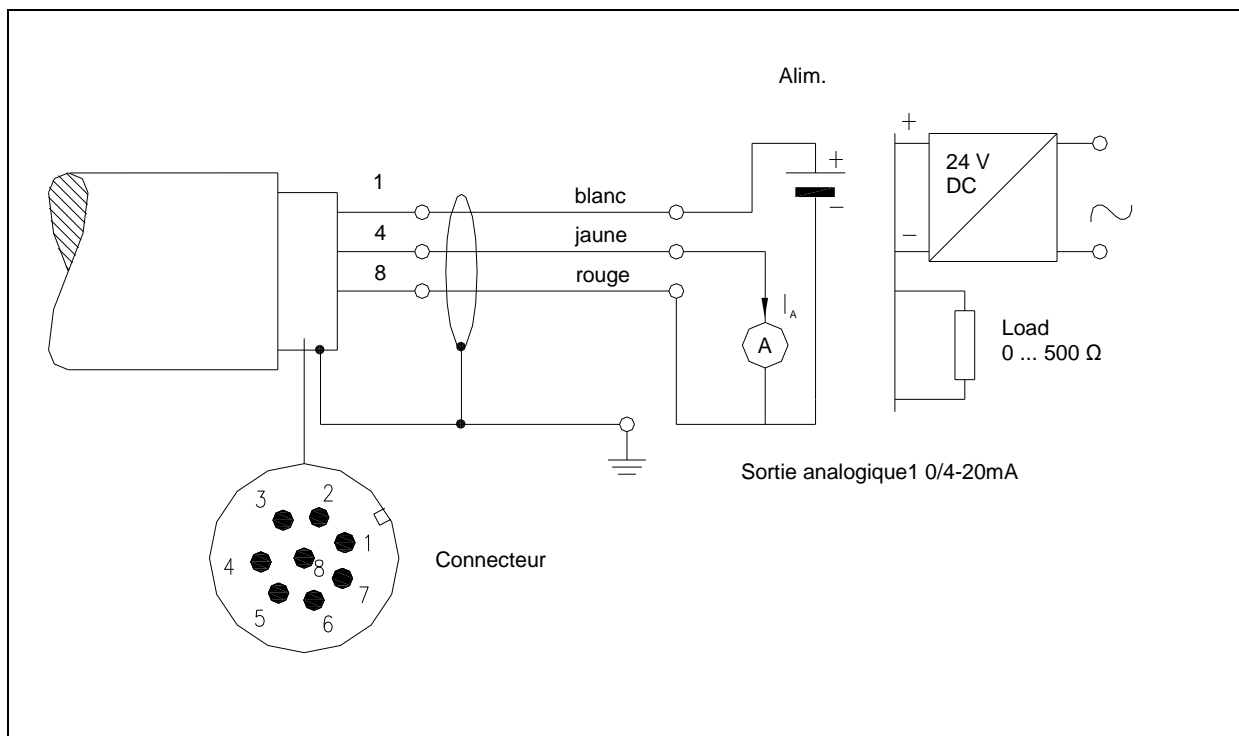 Alim.
+
24 V
DC
1
blanc
+
−
4
jaune
−
8
rouge
I A
Load
0 ... 500 Ω
A
Sortie analogique1 0/4-20mA
3
2
1
Connecteur
4
8
7
5
6